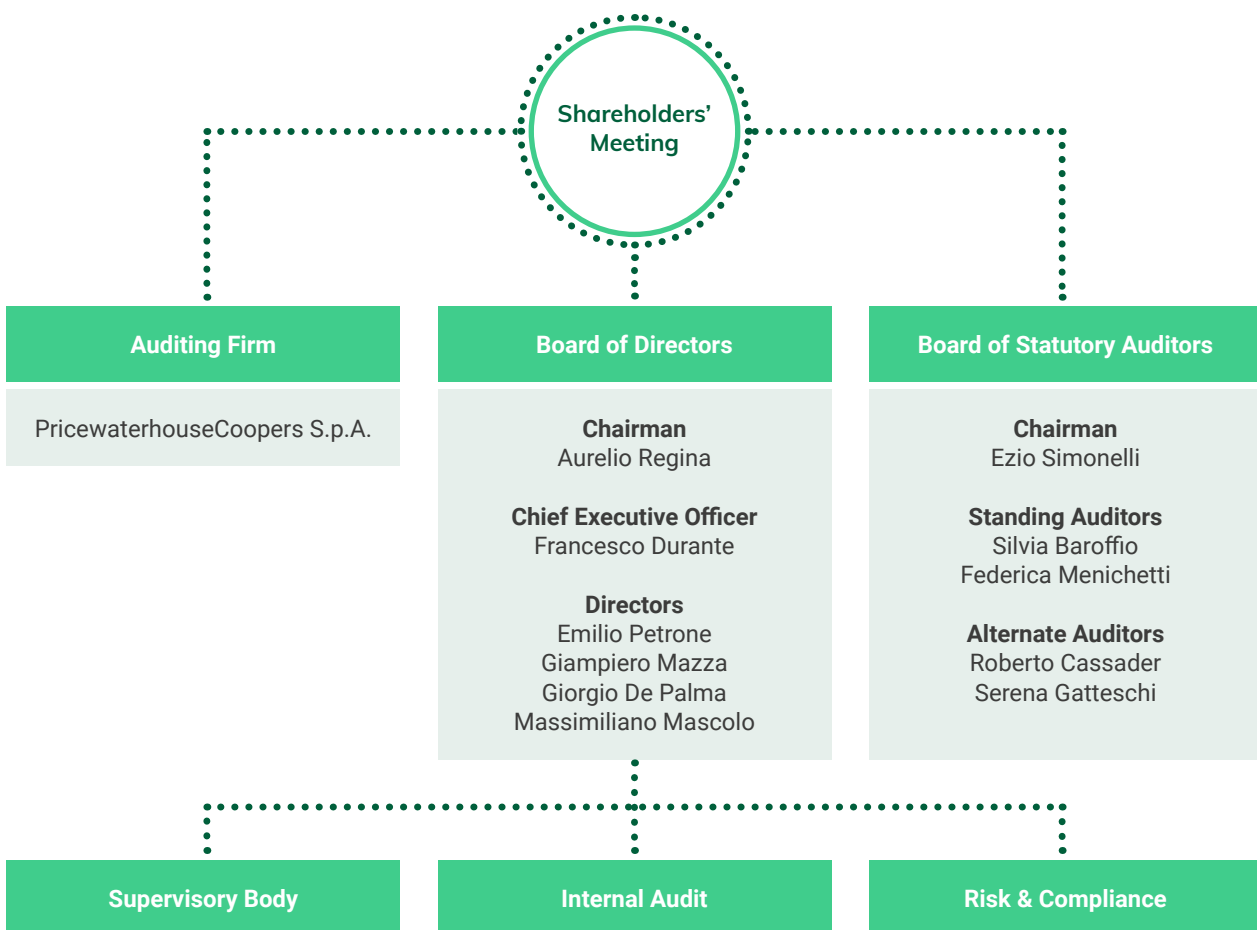 Shareholders'
Meeting
Auditing Firm
PricewaterhouseCoopers S.p.A.
Board of Directors
Chairman
Aurelio Regina
Chief Executive Officer
Francesco Durante
Directors
Emilio Petrone
Giampiero Mazza
Giorgio De Palma
Massimiliano Mascolo
Board of Statutory Auditors
Chairman
Ezio Simonelli
Standing Auditors
Silvia Baroffio
Federica Menichetti
Alternate Auditors
Roberto Cassader
Serena Gatteschi
Supervisory Body
Internal Audit
Risk & Compliance